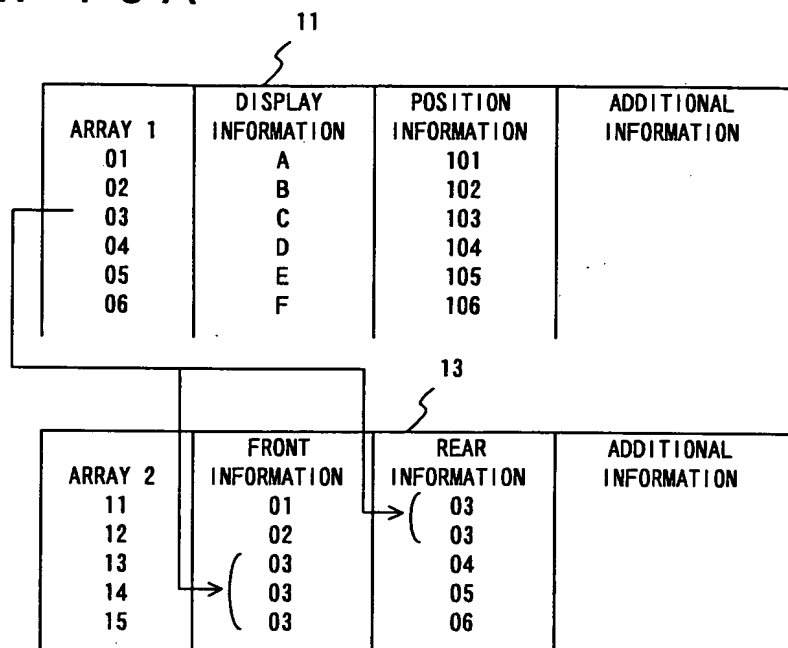 11
DISPLAY POSITION ADDITIONAL
ARRAY 1 INFORMATION INFORMATION INFORMATION
01 A 101
02 B 102
03 C 103
04 D 104
05 E 105
06 F 106
13
FRONT REAR ADDITIONAL
ARRAY 2 INFORMATION INFORMATION INFORMATION
11 01 ( 03
12 02 03
13 ( 03 04
14 03 05
15 03 06